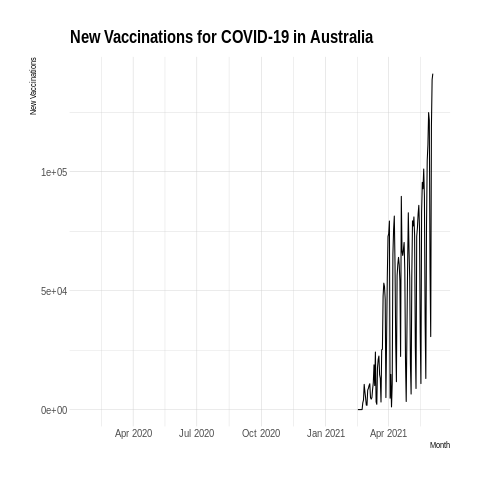 New Vaccinations for COVID-19 in Australia
New Vaccinations
1e+05
5e+04
0e+00
Apr 2020 Jul 2020 Oct 2020 Jan 2021 Apr 2021
Month